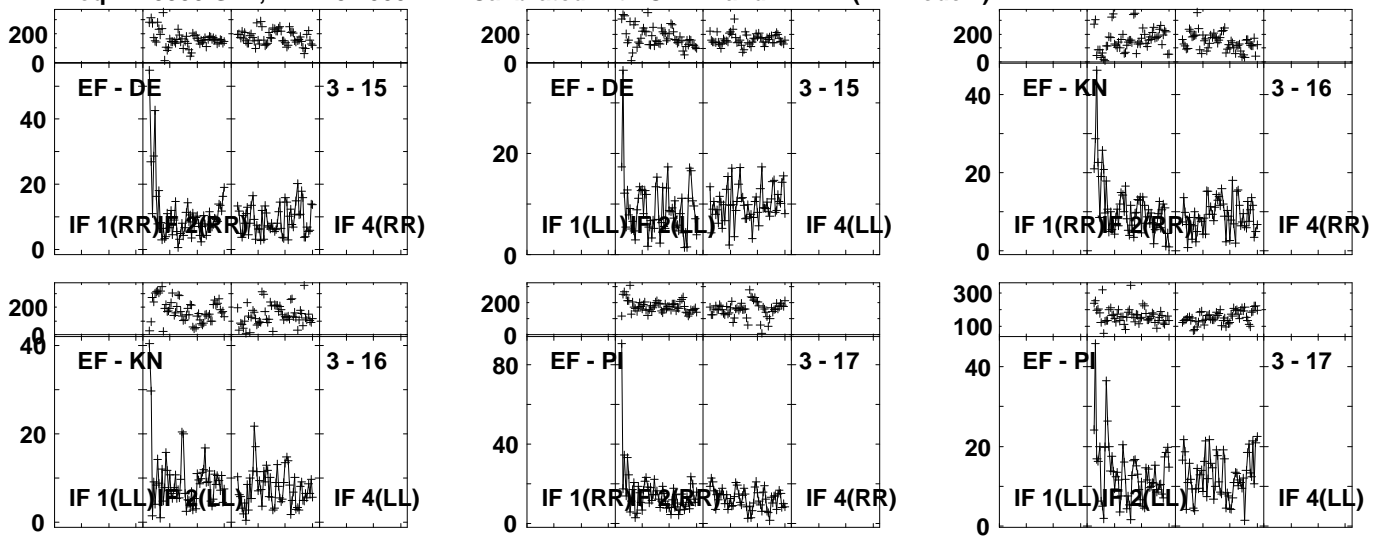 200 200 200
0 0 0
EF - DE 3 - 15 EF - DE 3 - 15 EF - KN 3 - 16
40 20 40
20 20
IF 1(RR) IF 2(RR) IF 4(RR) IF 1(LL) IF 2(LL) IF 4(LL) IF 1(RR) IF 2(RR) IF 4(RR)
0 0 0
200 200 300
0 0 100
40 EF - KN 3 - 16 80 EF - PI 3 - 17 40 EF - PI 3 - 17
20 40 20
IF 1(LL) IF 2(LL) IF 4(LL) IF 1(RR) IF 2(RR) IF 4(RR) IF 1(LL) IF 2(LL) IF 4(LL)
0 0 0